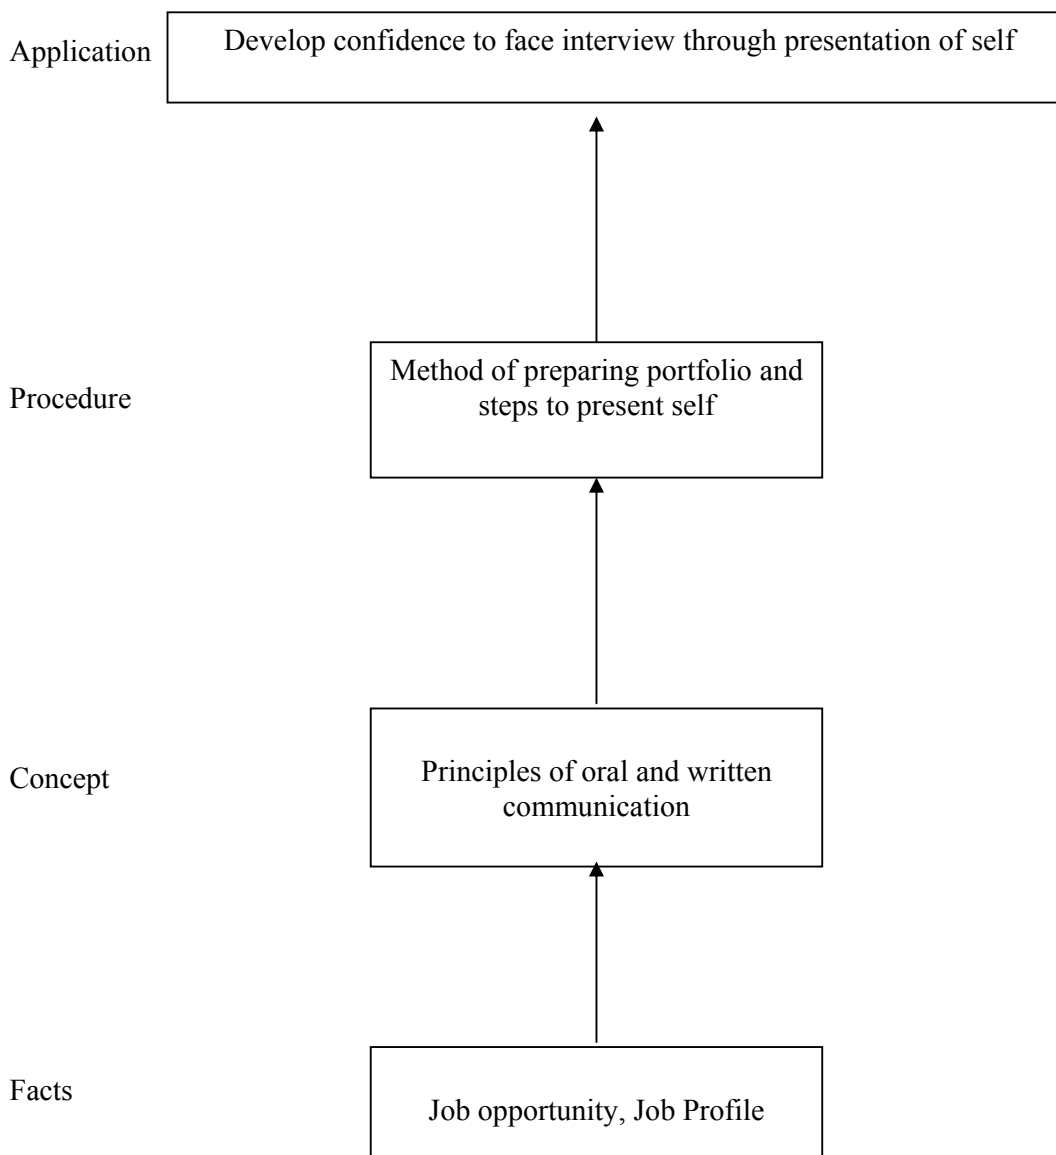 Application
Develop confidence to face interview through presentation of self
Procedure
Method of preparing portfolio and
steps to present self
Concept
Principles of oral and written
communication
Facts
Job opportunity, Job Profile